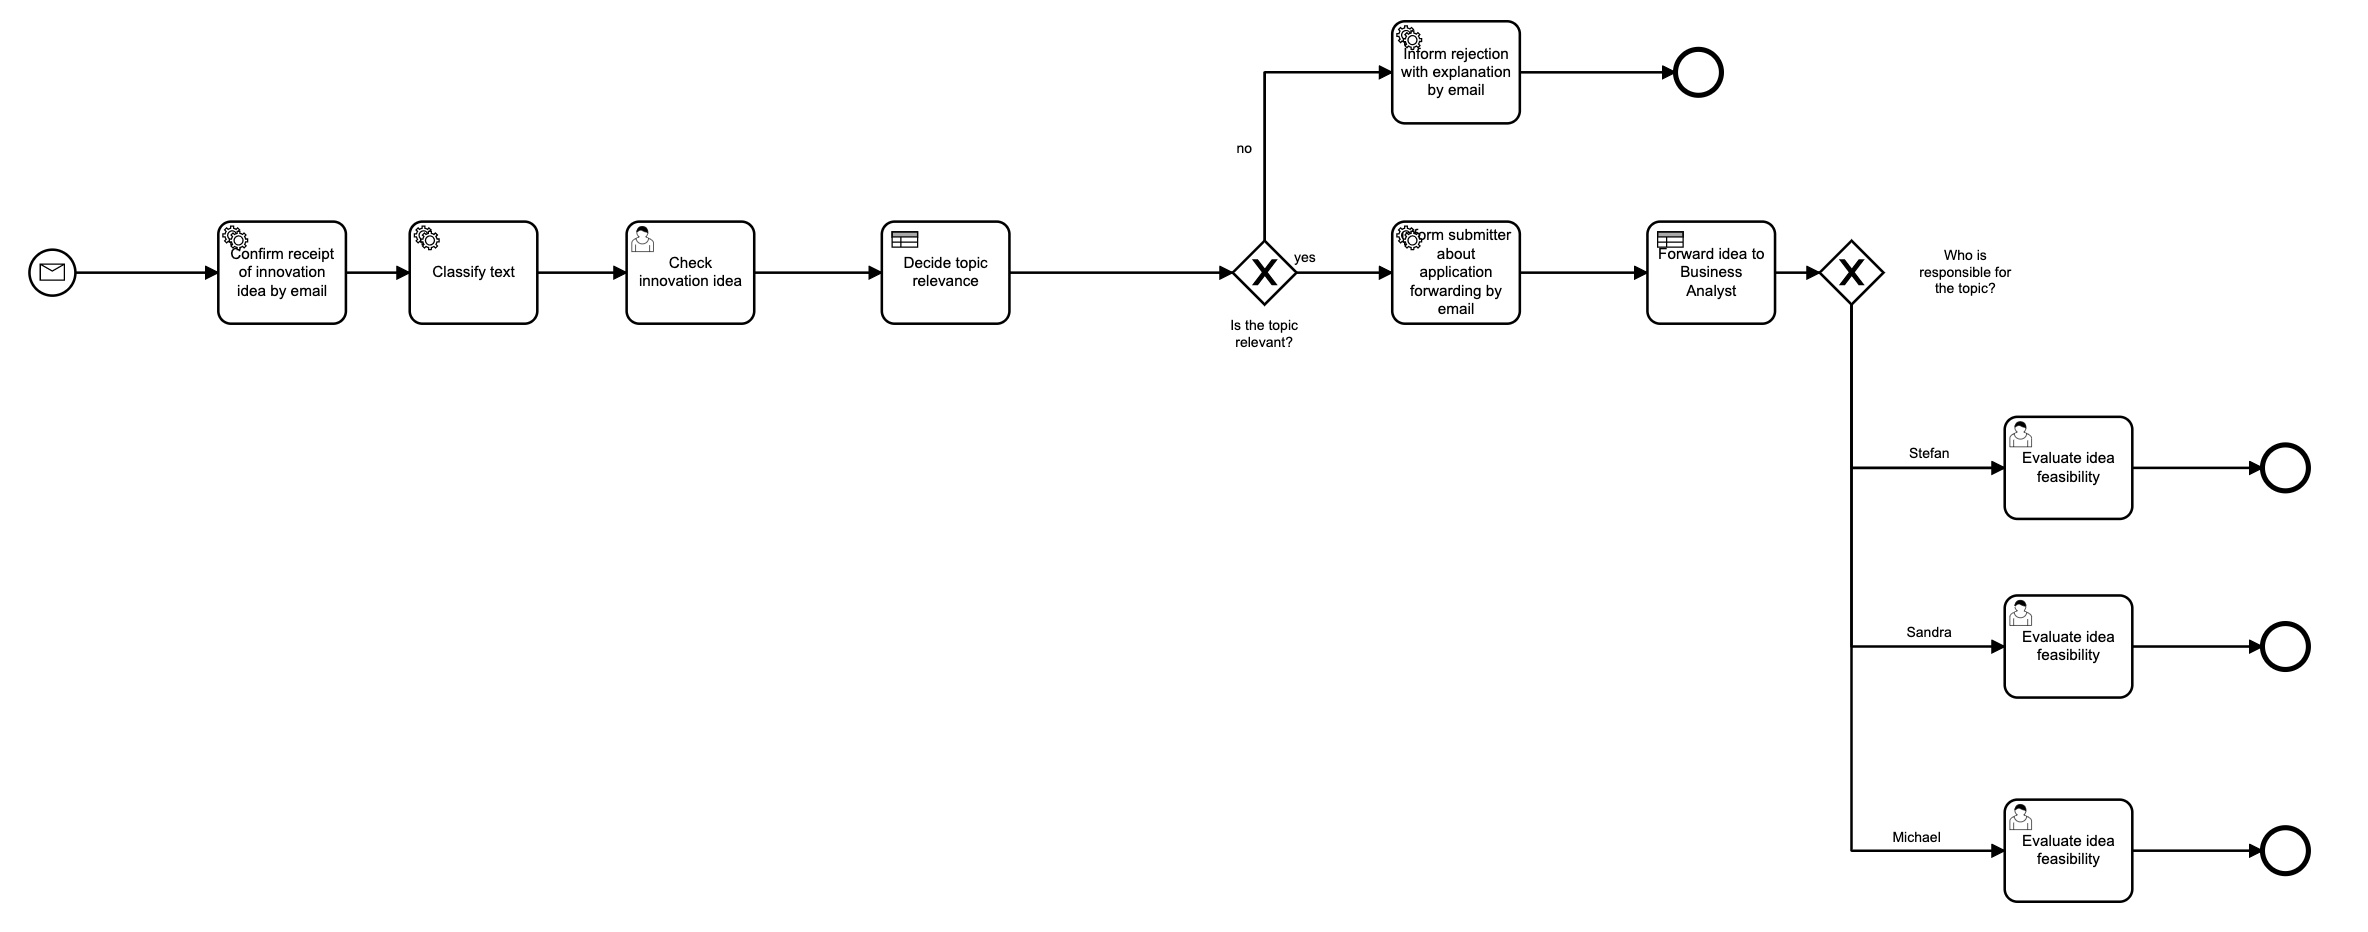 Inform rejection
with explanation
by email
no
Confirm receipt
of innovation
idea by email
Classify text
Check
innovation idea
Decide topic
relevance
X
yes
Is the topic
relevant?
submitter
about
application
forwarding by
email
Forward idea to
Business
Analyst
X
Who is
responsible for
the topic?
Stefan
Evaluate idea
feasibility
Sandra
Evaluate idea
feasibility
Michael
Evaluate idea
feasibility